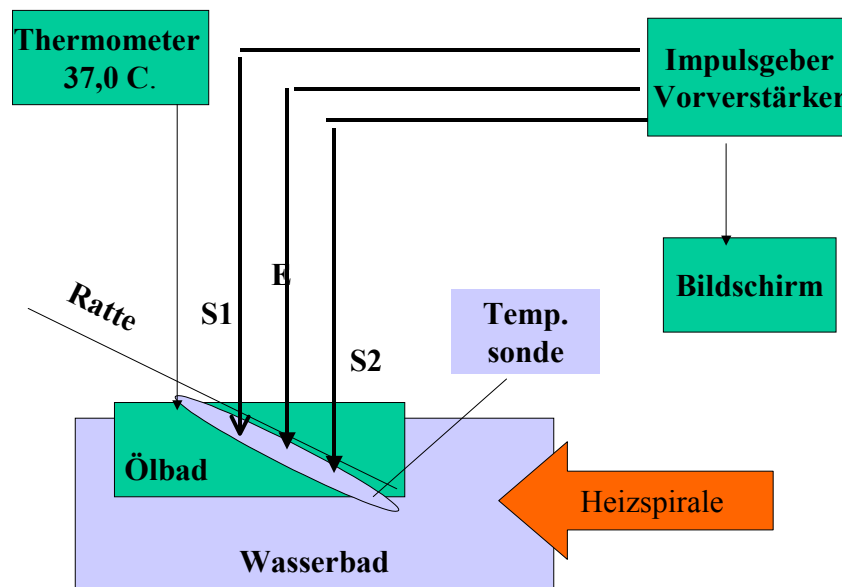 Thermometer
37,0 C.
Impulsgeber
Vorverstärker
E
Ratte
S1
Bildschirm
Temp.
sonde
S2
Ölbad
Heizspirale
Wasserbad